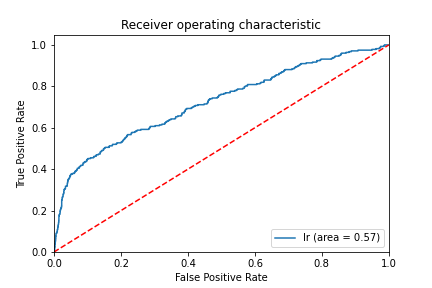 Receiver operating characteristic
1.0
0.8
0.6
0.4
0.2
0.0
True Positive Rate
lr (area = 0.57)
0.0 0.2 0.4 0.6 0.8 1.0
False Positive Rate